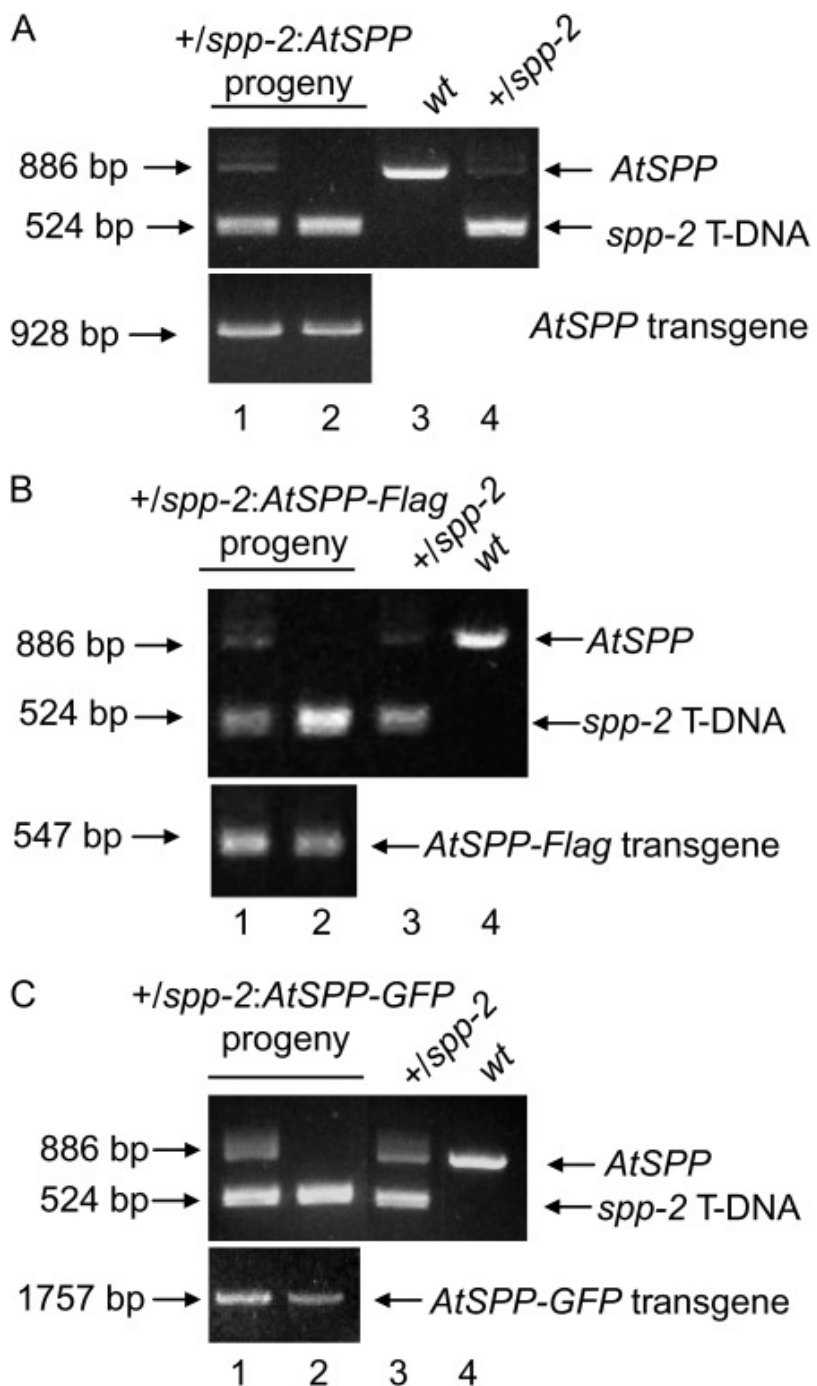 A
+/spp-2:AtSPP
progeny
wt
+/spp-2
886 bp
AtSPP
524 bp
spp-2 T-DNA
928 bp
AtSPP transgene
1 2 3 4
B
+/spp-2:AtSPP-Flag
progeny
+/spp-2
wt
886 bp
AtSPP
524 bp
spp-2 T-DNA
547 bp
AtSPP-Flag transgene
1 2 3 4
C
+/spp-2:AtSPP-GFP
progeny
+/spp-2
wt
886 bp
AtSPP
524 bp
spp-2 T-DNA
1757 bp
AtSPP-GFP transgene
1 2 3 4